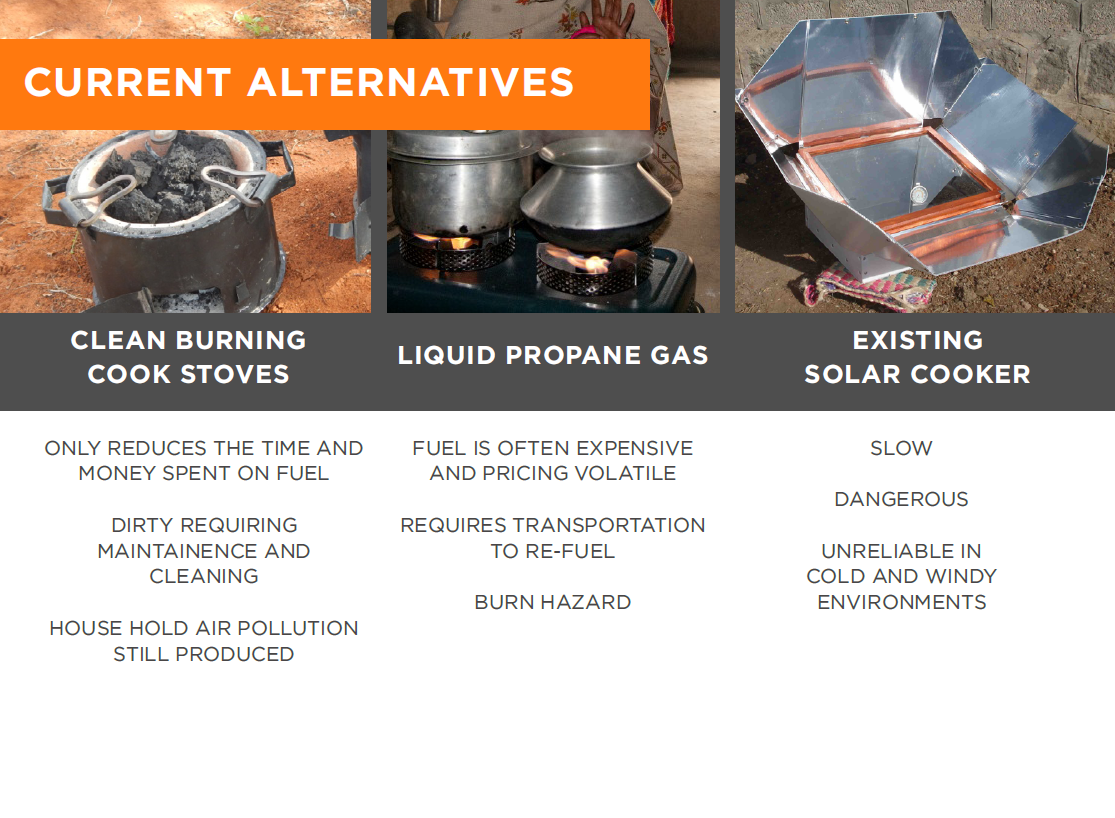 CURRENT ALTERNATIVES
CLEAN BURNING
COOK STOVES
ONLY REDUCES THE TIME AND
MONEY SPENT ON FUEL
DIRTY REQUIRING
MAINTAINENCE AND
CLEANING
HOUSE HOLD AIR POLLUTION
STILL PRODUCED
LIQUID PROPANE GAS
FUEL IS OFTEN EXPENSIVE
AND PRICING VOLATILE
REQUIRES TRANSPORTATION
TO RE-FUEL
BURN HAZARD
EXISTING
SOLAR COOKER
SLOW
DANGEROUS
UNRELIABLE IN
COLD AND WINDY
ENVIRONMENTS